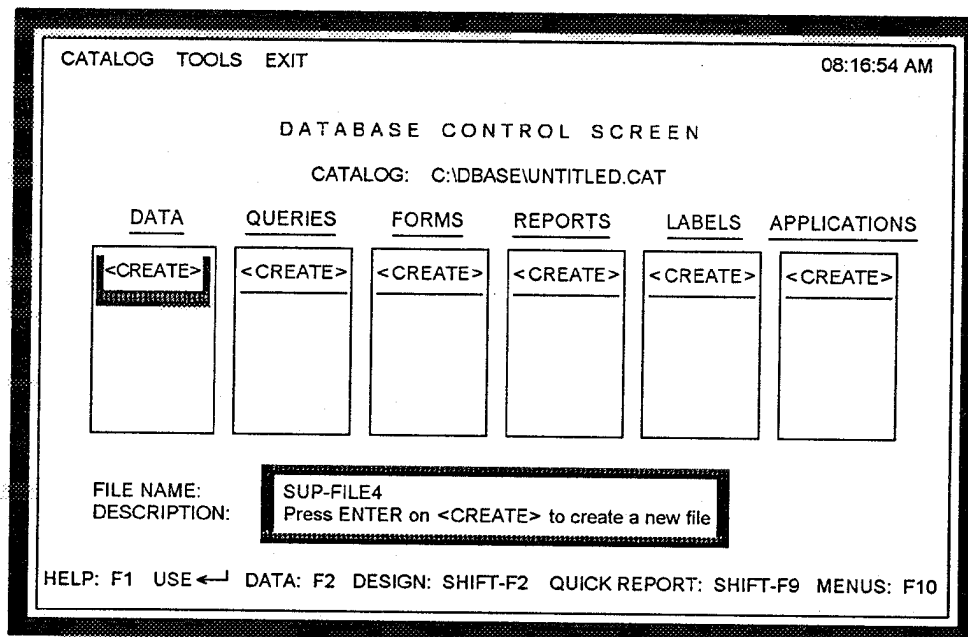 CATALOG TOOLS EXIT 08:16:54 AM
DATABASE CONTROL SCREEN
CATALOG: C:\DBASE\UNTITLED.CAT
DATA QUERIES FORMS REPORTS LABELS APPLICATIONS
<CREATE> <CREATE> <CREATE> <CREATE> <CREATE> <CREATE>
FILE NAME: SUP-FILE4
DESCRIPTION: Press ENTER on <CREATE> to create a new file
HELP: F1 USE ↵ DATA: F2 DESIGN: SHIFT-F2 QUICK REPORT: SHIFT-F9 MENUS: F10